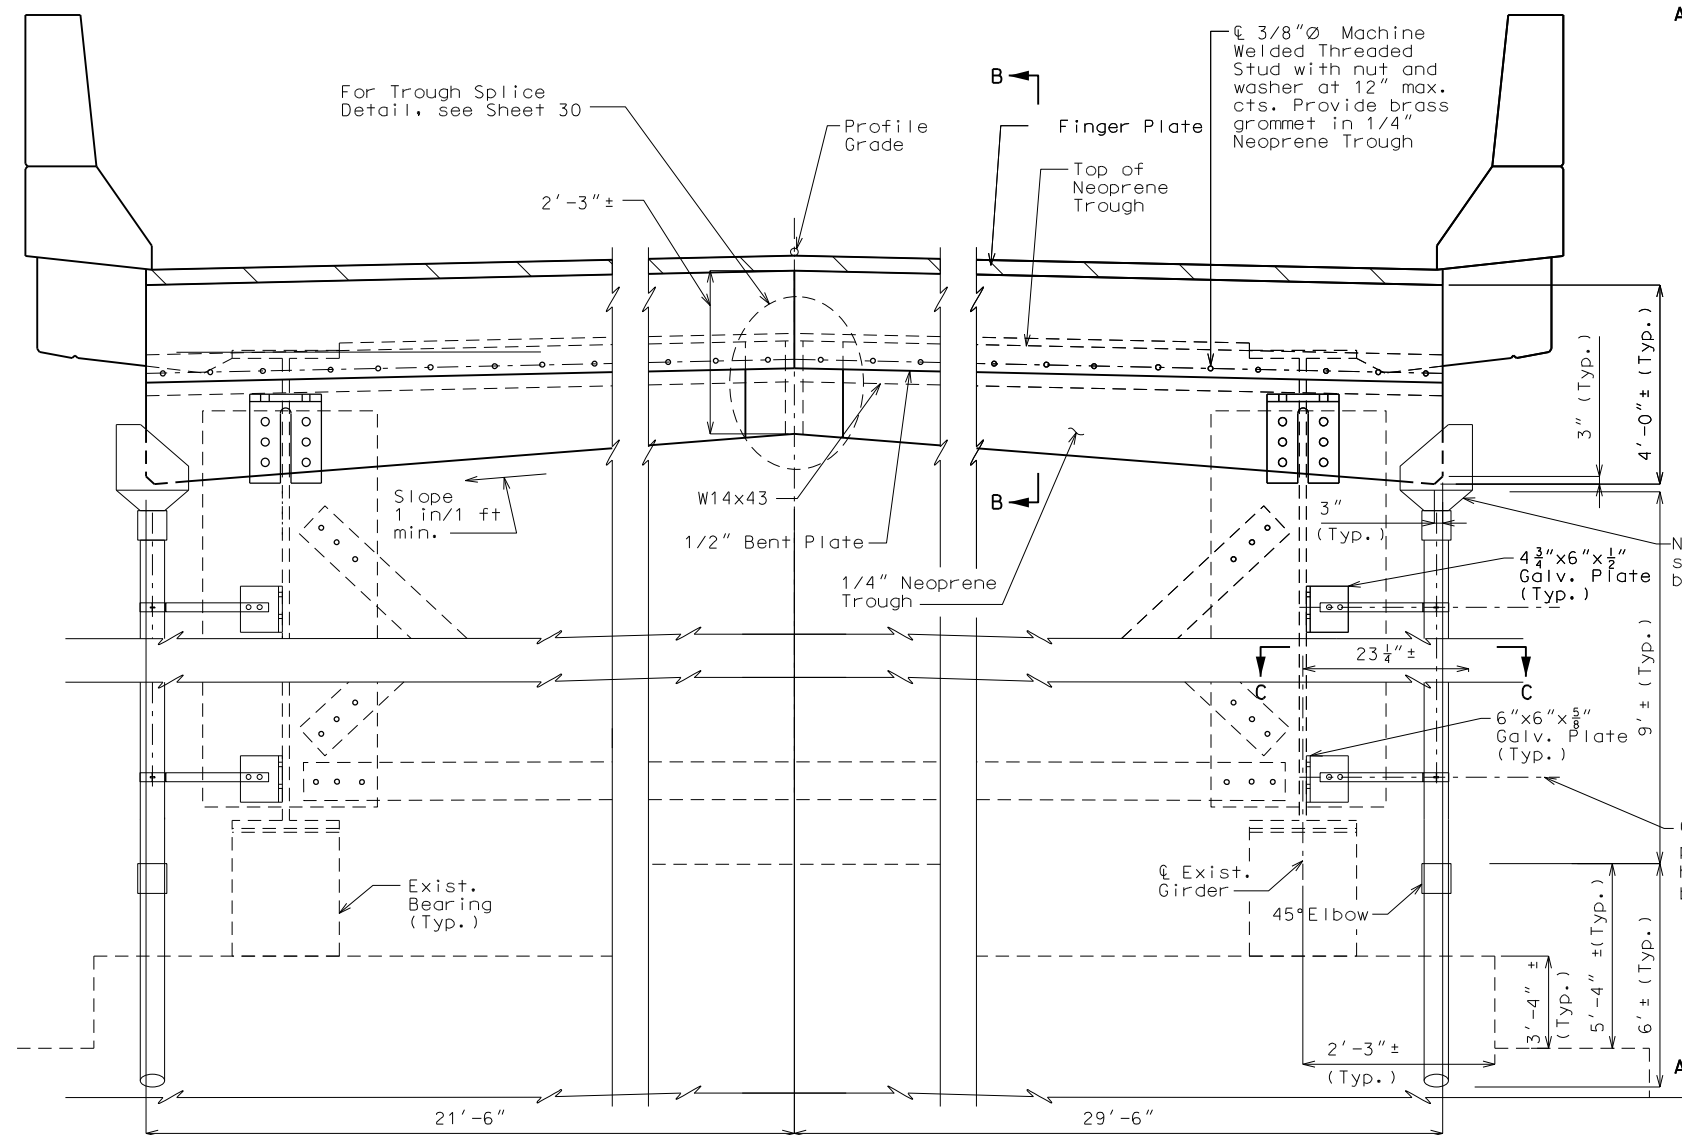 A
℄ 3/8"Ø Machine
Welded Threaded
Stud with nut and
washer at 12" max.
cts. Provide brass
grommet in 1/4"
Neoprene Trough
For Trough Splice
Detail, see Sheet 30
B
Profile
Grade
Finger Plate
Top of
Neoprene
Trough
2'-3"±
3" (Typ.)
4'-0"± (Typ.)
Slope
1 in/1 ft
min.
W14x43
B
3"
(Typ.)
1/2" Bent Plate
1/4" Neoprene
Trough
N
s
b
4 3/4"x6"x1/2"
Galv. Plate
(Typ.)
23 1/4"±
C
C
9'± (Typ.)
6"x6"x5/8"
Galv. Plate
(Typ.)
Exist.
Bearing
(Typ.)
℄ Exist.
Girder
45°Elbow
3'-4" ±
(Typ.)
5'-4" ±(Typ.)
6'± (Typ.)
2'-3"±
(Typ.)
A
21'-6"
29'-6"